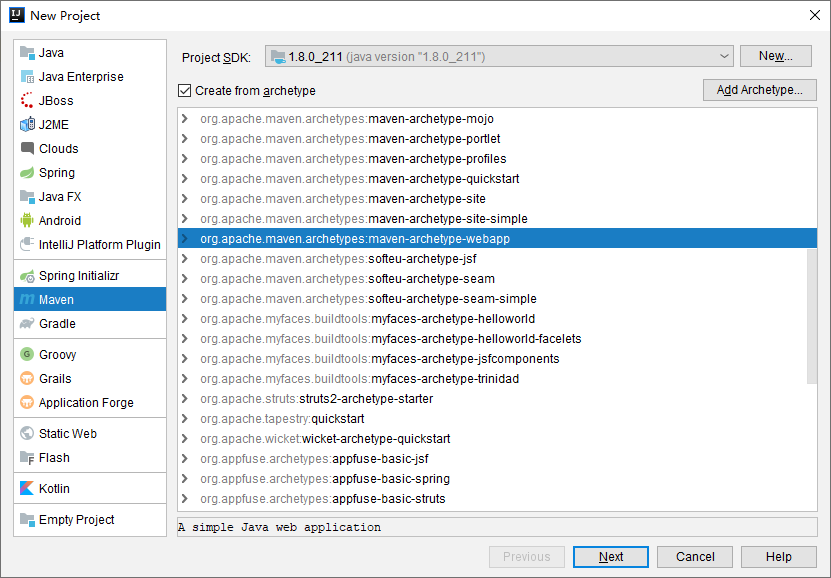 New Project
Java
Java Enterprise
JBoss
J2ME
Clouds
Spring
Java FX
Android
IntelliJ Platform Plugin
Spring Initializr
Maven
Gradle
Groovy
Grails
Application Forge
Static Web
Flash
Kotlin
Empty Project
Project SDK: 1.8.0_211 (java version "1.8.0_211") New...
Create from archetype Add Archetype...
org.apache.maven.archetypes:maven-archetype-mojo
org.apache.maven.archetypes:maven-archetype-portlet
org.apache.maven.archetypes:maven-archetype-profiles
org.apache.maven.archetypes:maven-archetype-quickstart
org.apache.maven.archetypes:maven-archetype-site
org.apache.maven.archetypes:maven-archetype-site-simple
org.apache.maven.archetypes:maven-archetype-webapp
org.apache.maven.archetypes:softeu-archetype-jsf
org.apache.maven.archetypes:softeu-archetype-seam
org.apache.maven.archetypes:softeu-archetype-seam-simple
org.apache.myfaces.buildtools:myfaces-archetype-helloworld
org.apache.myfaces.buildtools:myfaces-archetype-helloworld-facelets
org.apache.myfaces.buildtools:myfaces-archetype-jsfcomponents
org.apache.myfaces.buildtools:myfaces-archetype-trinidad
org.apache.struts:struts2-archetype-starter
org.apache.tapestry:quickstart
org.apache.wicket:wicket-archetype-quickstart
org.appfuse.archetypes:appfuse-basic-jsf
org.appfuse.archetypes:appfuse-basic-spring
org.appfuse.archetypes:appfuse-basic-struts
A simple Java web application
Previous Next Cancel Help